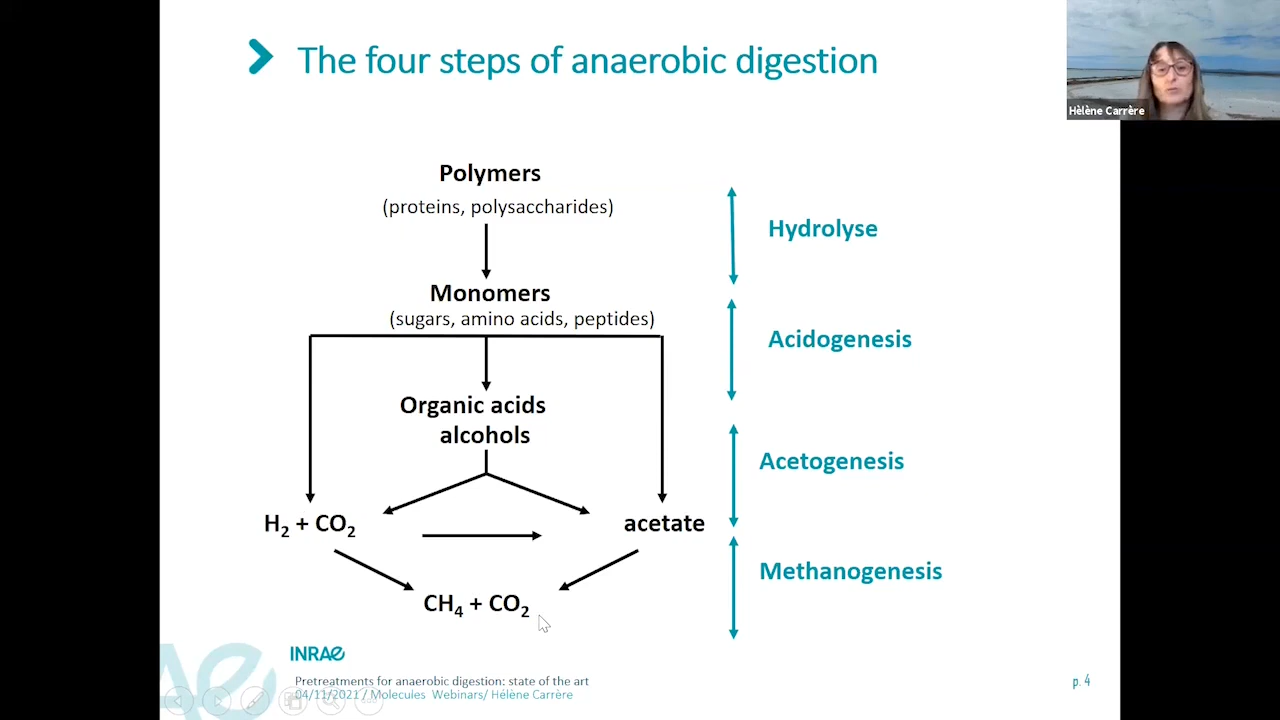 The four steps of anaerobic digestion
Hèlène Carrère
Polymers
(proteins, polysaccharides)
Hydrolyse
Monomers
(sugars, amino acids, peptides)
Acidogenesis
Organic acids
alcohols
Acetogenesis
H₂ + CO₂
acetate
Methanogenesis
CH₄ + CO₂
INRAE
Pretreatments for anaerobic digestion: state of the art
04/11/2021 / Molecules Webinars/ Hélène Carrère
p. 4